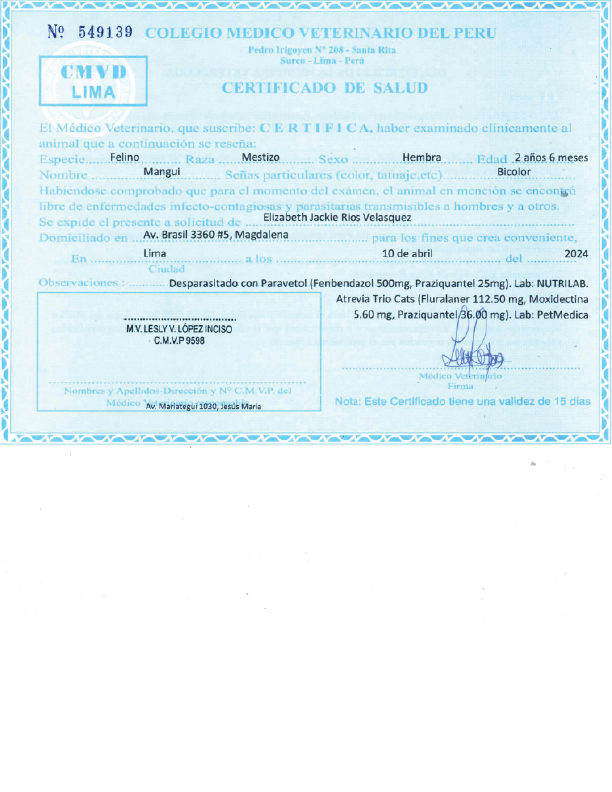 Nº 549139 COLEGIO MEDICO VETERINARIO DEL PERU
Pedro Irigoyen Nº 208 - Santa Rita
Surco - Lima - Perú
CMVD
LIMA
CERTIFICADO DE SALUD
El Médico Veterinario, que suscribe: C E R T I F I C A, haber examinado clínicamente al
animal que a continuación se reseña:
Especie Felino Raza Mestizo Sexo Hembra Edad 2 años 6 meses
Nombre Mangui Señas particulares (color, tatuaje,etc) Bicolor
Habiéndose comprobado que para el momento del exámen, el animal en mención se encontró
libre de enfermedades infecto-contagiosas y parasitarias transmisibles a hombres y a otros.
Se expide el presente a solicitud de Elizabeth Jackie Rios Velasquez
Domiciliado en Av. Brasil 3360 #5, Magdalena para los fines que crea conveniente,
En Lima a los 10 de abril del 2024
Ciudad
Observaciones : Desparasitado con Paravetol (Fenbendazol 500mg, Praziquantel 25mg). Lab: NUTRILAB.
Atrevia Trio Cats (Fluralaner 112.50 mg, Moxidectina
5.60 mg, Praziquantel 36.00 mg). Lab: PetMedica
M.V. LESLY V. LÓPEZ INCISO
C.M.V.P 9598
Médico Veterinario
Firma
Nombres y Apellidos-Dirección y Nº C.M.V.P. del
Médico
Av. Mariategui 1030, Jesús María
Nota: Este Certificado tiene una validez de 15 días